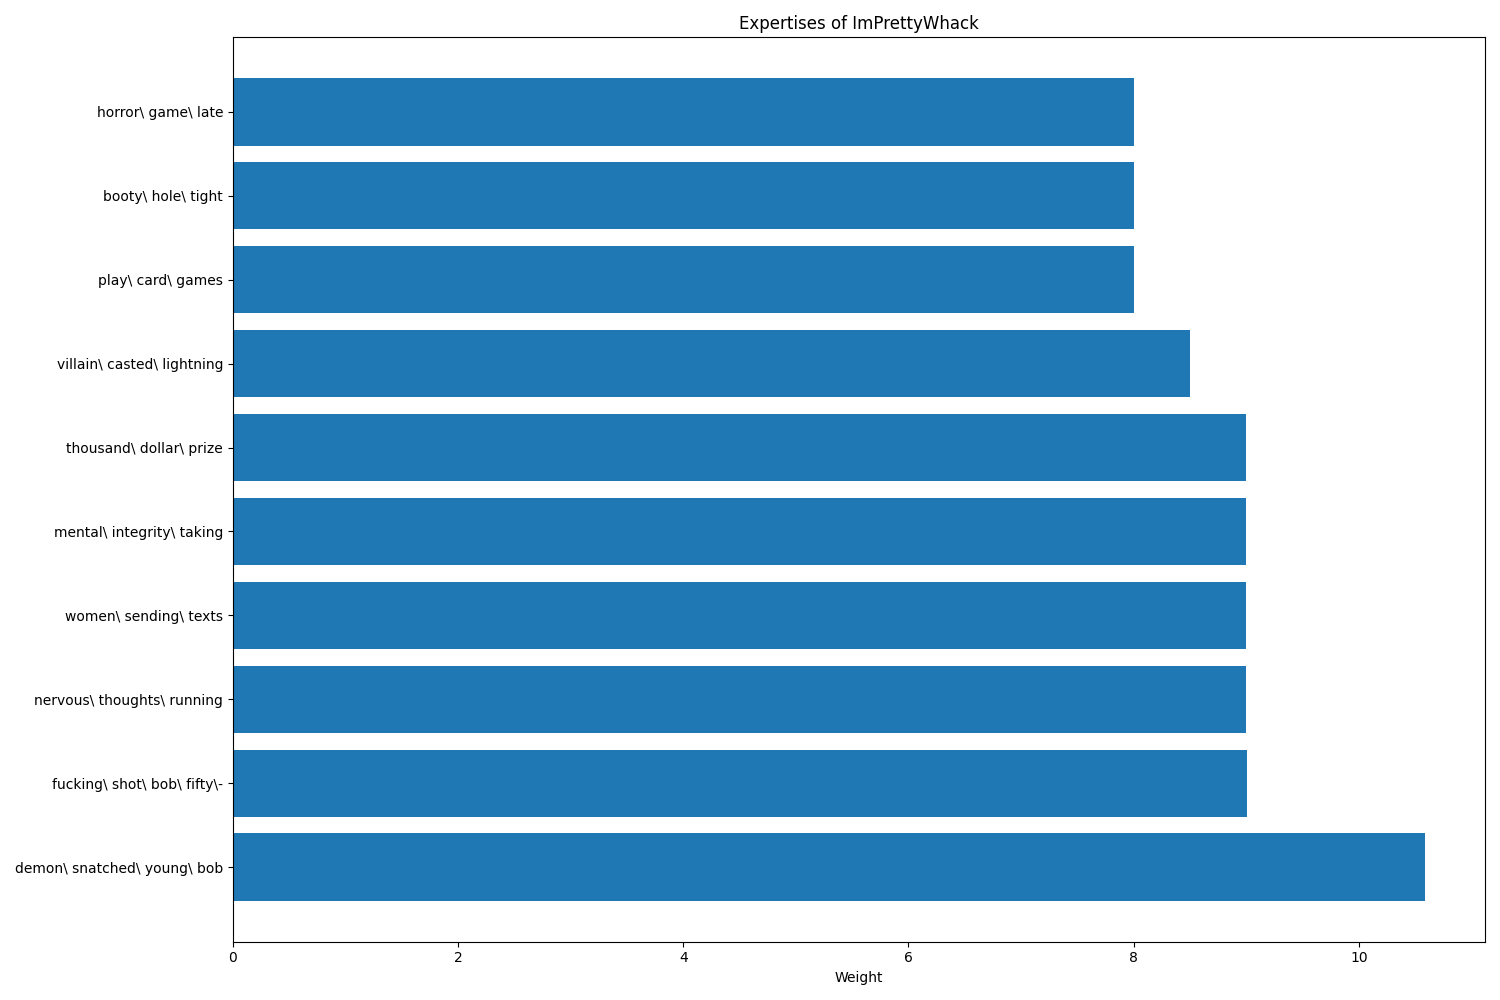 Expertises of ImPrettyWhack
horror\ game\ late
booty\ hole\ tight
play\ card\ games
villain\ casted\ lightning
thousand\ dollar\ prize
mental\ integrity\ taking
women\ sending\ texts
nervous\ thoughts\ running
fucking\ shot\ bob\ fifty\-
demon\ snatched\ young\ bob
0 2 4 6 8 10
Weight